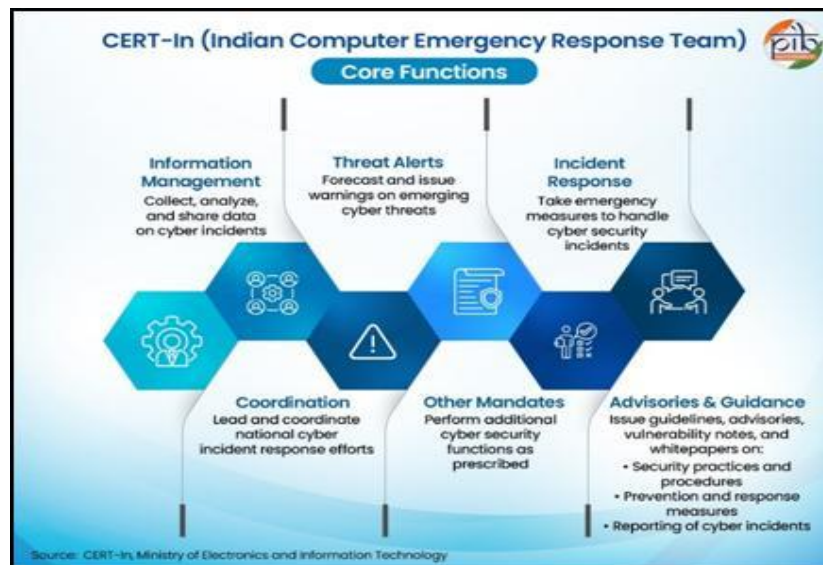 CERT-In (Indian Computer Emergency Response Team)
pib
Core Functions
Information
Management
Collect, analyze,
and share data
on cyber incidents
Threat Alerts
Forecast and issue
warnings on emerging
cyber threats
Incident
Response
Take emergency
measures to handle
cyber security
incidents
Coordination
Lead and coordinate
national cyber
incident response efforts
Other Mandates
Perform additional
cyber security
functions as
prescribed
Advisories & Guidance
Issue guidelines, advisories,
vulnerability notes, and
whitepapers on:
• Security practices and
procedures
• Prevention and response
measures
• Reporting of cyber incidents
Source: CERT-In, Ministry of Electronics and Information Technology